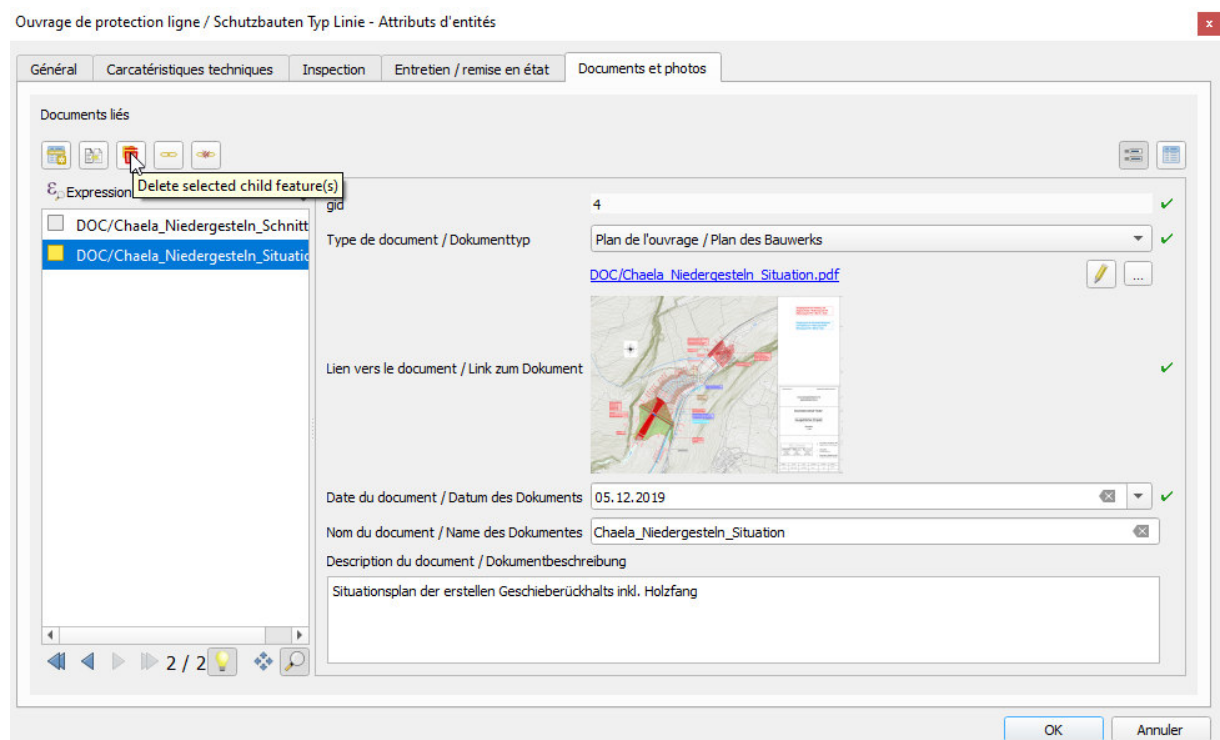 Ouvrage de protection ligne / Schutzbauten Typ Linie - Attributs d'entités
x
Général Carcatéristiques techniques Inspection Entretien / remise en état Documents et photos
Documents liés
Delete selected child feature(s)
Expression
gid 4
DOC/Chaela_Niedergesteln_Schnitt
Type de document / Dokumenttyp Plan de l'ouvrage / Plan des Bauwerks
DOC/Chaela_Niedergesteln_Situatio
DOC/Chaela_Niedergesteln_Situation.pdf ...
Lien vers le document / Link zum Dokument
Date du document / Datum des Dokuments 05.12.2019
Nom du document / Name des Dokumentes Chaela_Niedergesteln_Situation
Description du document / Dokumentbeschreibung
Situationsplan der erstellen Geschieberückhalts inkl. Holzfang
2 / 2
OK Annuler